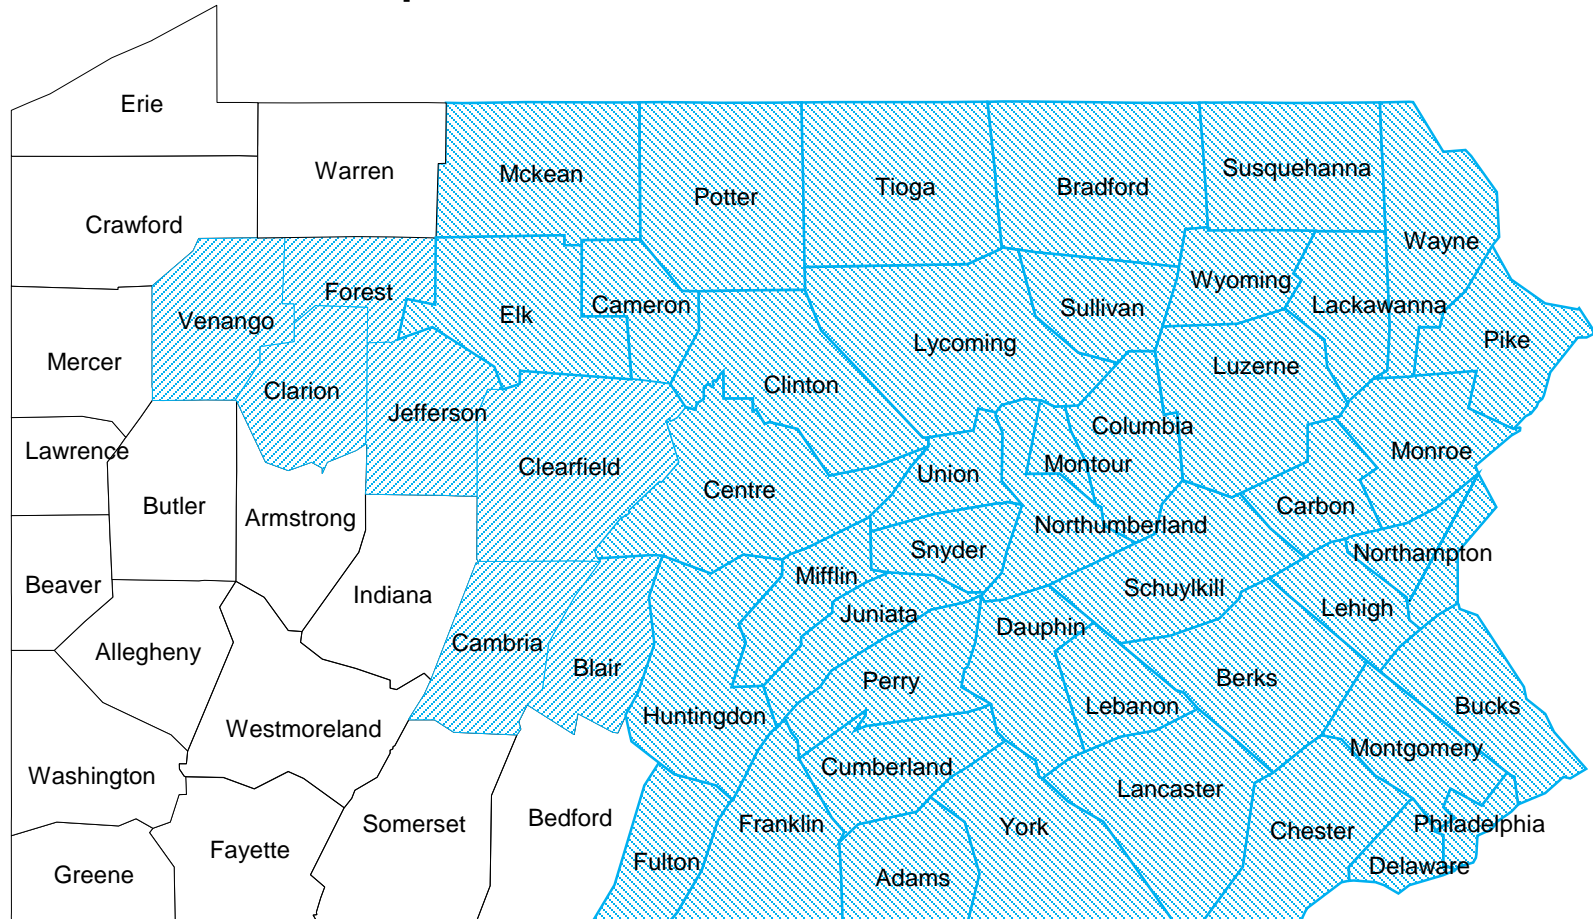 Erie
Warren
Mckean
Potter
Tioga
Bradford
Susquehanna
Crawford
Wayne
Forest
Venango
Elk
Cameron
Sullivan
Wyoming
Lackawanna
Lycoming
Pike
Mercer
Clarion
Jefferson
Clinton
Luzerne
Lawrence
Clearfield
Columbia
Montour
Monroe
Butler
Armstrong
Centre
Union
Carbon
Northumberland
Snyder
Northampton
Beaver
Indiana
Mifflin
Schuylkill
Juniata
Lehigh
Allegheny
Cambria
Dauphin
Blair
Perry
Berks
Westmoreland
Huntingdon
Lebanon
Bucks
Washington
Cumberland
Montgomery
Lancaster
Somerset
Bedford
Franklin
York
Chester
Philadelphia
Greene
Fayette
Fulton
Adams
Delaware